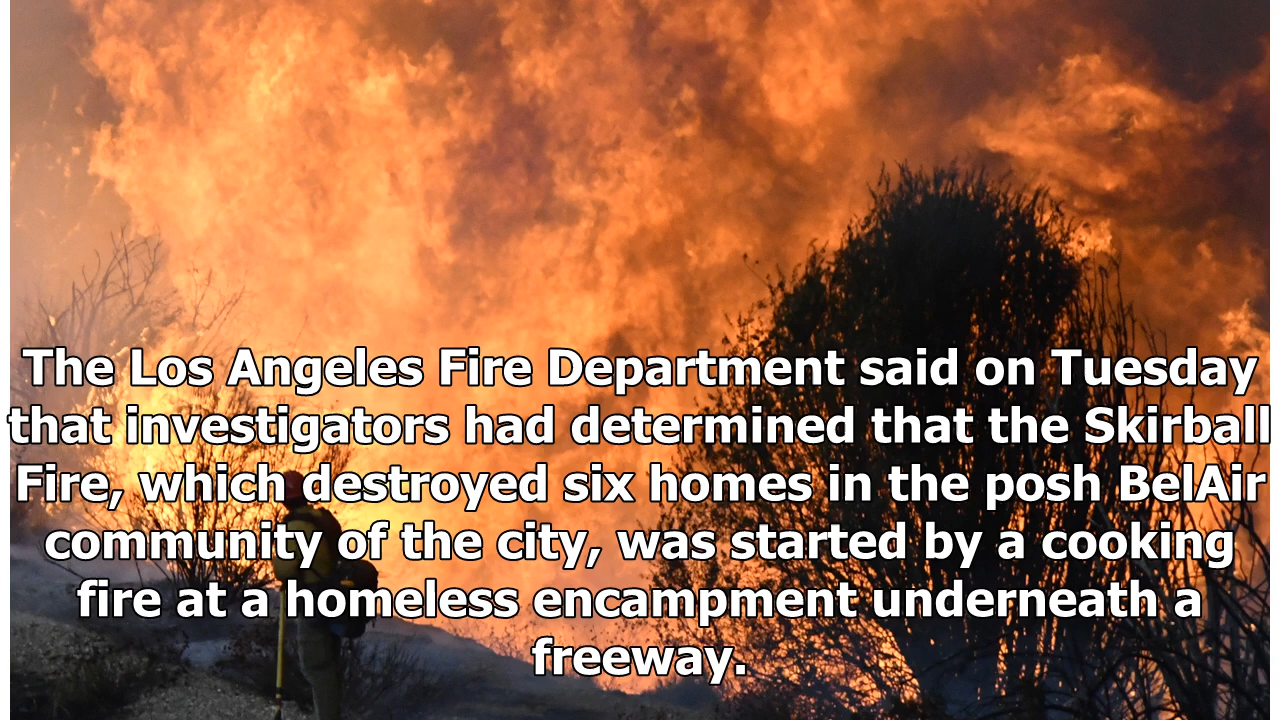 The Los Angeles Fire Department said on Tuesday
that investigators had determined that the Skirball
Fire, which destroyed six homes in the posh BelAir
community of the city, was started by a cooking
fire at a homeless encampment underneath a
freeway.